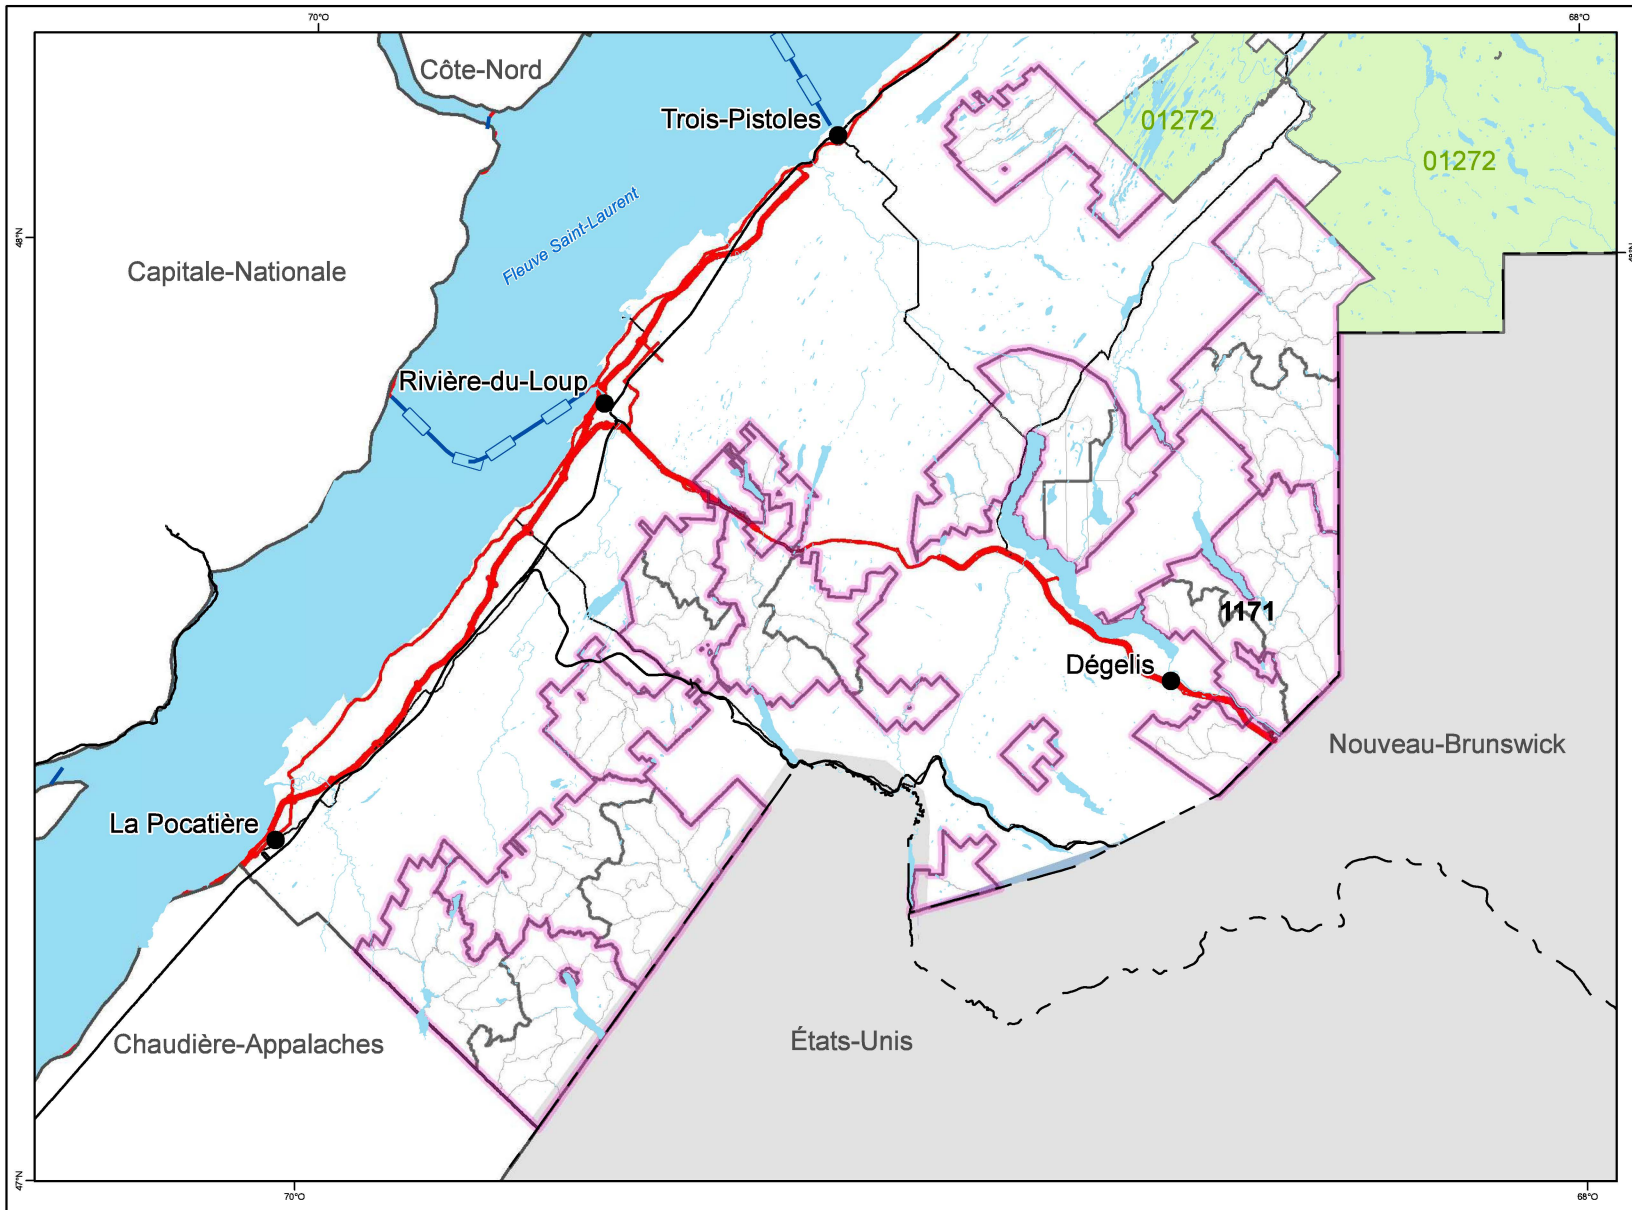 70°O
68°O
Côte-Nord
Trois-Pistoles
01272
01272
48°N
Fleuve Saint-Laurent
Capitale-Nationale
Rivière-du-Loup
1171
Dégelis
Nouveau-Brunswick
La Pocatière
Chaudière-Appalaches
États-Unis
47°N
70°O
68°O